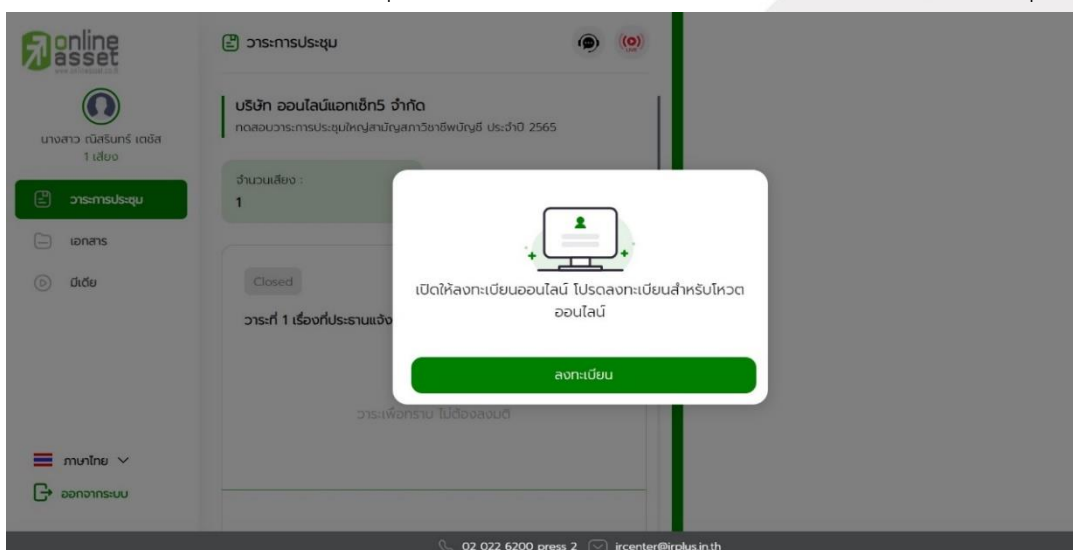 online
asset
นางสาว ณิสรินทร์ เตชัส
1 เสียง
วาระการประชุม
เอกสาร
มีเดีย
ภาษาไทย
ออกจากระบบ
วาระการประชุม
LIVE
บริษัท ออนไลน์แอทเซ็ท5 จำกัด
ทดสอบวาระการประชุมใหญ่สามัญสภาวิชาชีพบัญชี ประจำปี 2565
จำนวนเสียง :
1
Closed
วาระที่ 1 เรื่องที่ประธานแจ้ง
วาระเพื่อทราบ ไม่ต้องลงมติ
เปิดให้ลงทะเบียนออนไลน์ โปรดลงทะเบียนสำหรับโหวต
ออนไลน์
ลงทะเบียน
02 022 6200 press 2 ircenter@irplus.in.th